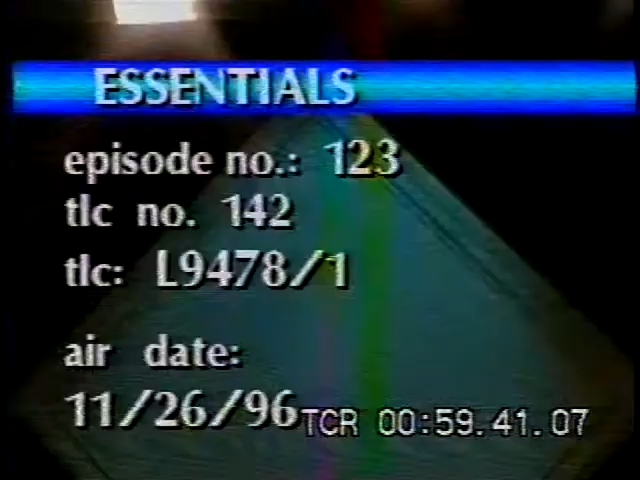 ESSENTIALS
episode no.: 123
tlc no. 142
tlc: L9478/1
air date:
11/26/96
TCR 00:59.41.07